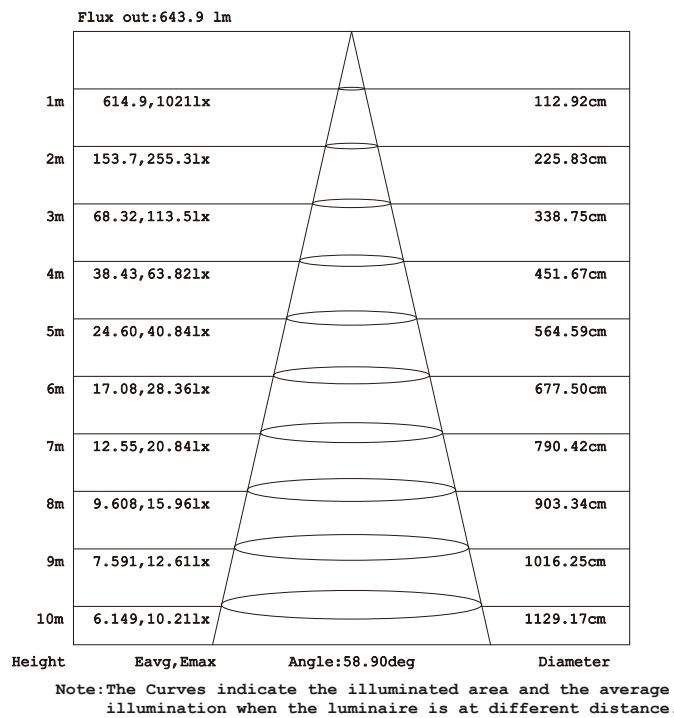 Flux out:643.9 lm
1m 614.9,1021lx 112.92cm
2m 153.7,255.3lx 225.83cm
3m 68.32,113.5lx 338.75cm
4m 38.43,63.82lx 451.67cm
5m 24.60,40.84lx 564.59cm
6m 17.08,28.36lx 677.50cm
7m 12.55,20.84lx 790.42cm
8m 9.608,15.96lx 903.34cm
9m 7.591,12.61lx 1016.25cm
10m 6.149,10.21lx 1129.17cm
Height Eavg,Emax Angle:58.90deg Diameter
Note:The Curves indicate the illuminated area and the average
illumination when the luminaire is at different distance.